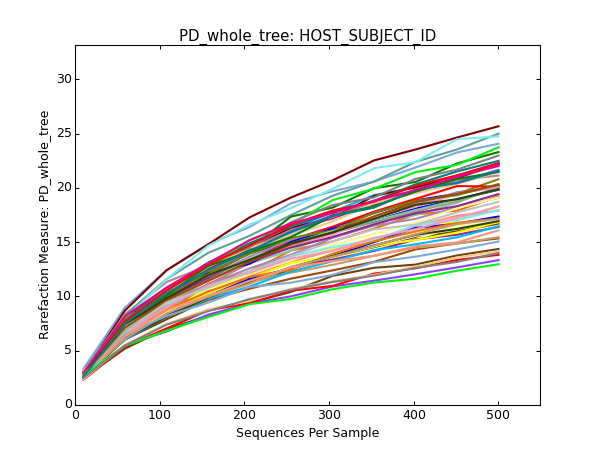 PD_whole_tree: HOST_SUBJECT_ID
Rarefaction Measure: PD_whole_tree
30
25
20
15
10
5
0
0 100 200 300 400 500
Sequences Per Sample